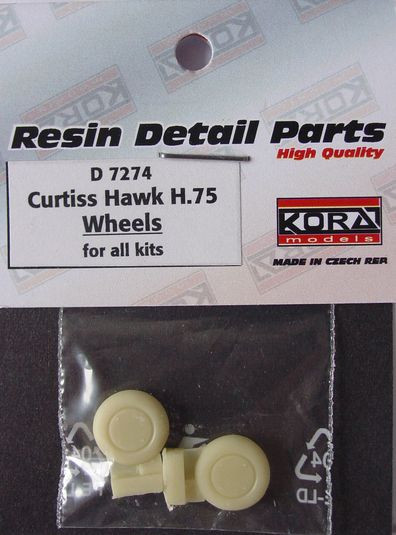 Resin Detail Parts
High Quality
D 7274
Curtiss Hawk H.75
Wheels
for all kits
KORA
models
MADE IN CZECH REP.